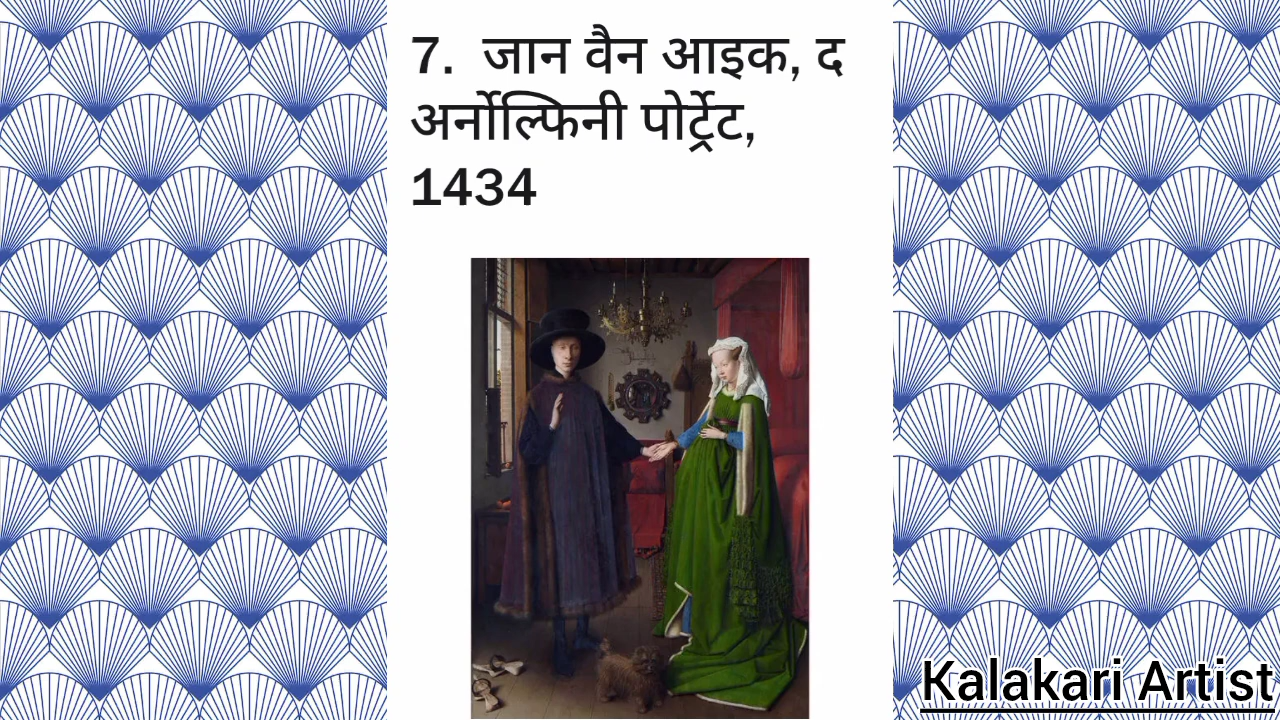 7. जान वैन आइक, द
अर्नोल्फिनी पोर्ट्रेट,
1434
Kalakari Artist